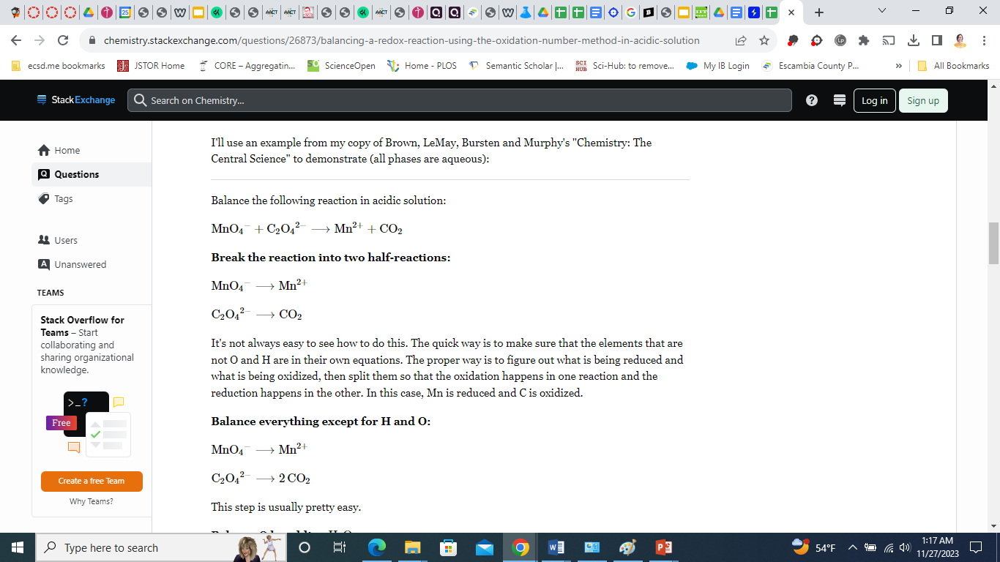 chemistry.stackexchange.com/questions/26873/balancing-a-redox-reaction-using-the-oxidation-number-method-in-acidic-solution
ecsd.me bookmarks JSTOR Home CORE – Aggregatin... ScienceOpen Home - PLOS Semantic Scholar |... Sci-Hub: to remove... My IB Login Escambia County P... » All Bookmarks
StackExchange Search on Chemistry... Log in Sign up
Home
Questions
Tags
Users
Unanswered
TEAMS
Stack Overflow for
Teams – Start
collaborating and
sharing organizational
knowledge.
>_?
Free
Create a free Team
Why Teams?
I'll use an example from my copy of Brown, LeMay, Bursten and Murphy's "Chemistry: The
Central Science" to demonstrate (all phases are aqueous):
Balance the following reaction in acidic solution:
MnO₄⁻ + C₂O₄²⁻ ⟶ Mn²⁺ + CO₂
Break the reaction into two half-reactions:
MnO₄⁻ ⟶ Mn²⁺
C₂O₄²⁻ ⟶ CO₂
It's not always easy to see how to do this. The quick way is to make sure that the elements that are
not O and H are in their own equations. The proper way is to figure out what is being reduced and
what is being oxidized, then split them so that the oxidation happens in one reaction and the
reduction happens in the other. In this case, Mn is reduced and C is oxidized.
Balance everything except for H and O:
MnO₄⁻ ⟶ Mn²⁺
C₂O₄²⁻ ⟶ 2 CO₂
This step is usually pretty easy.
Type here to search
54°F
1:17 AM
11/27/2023